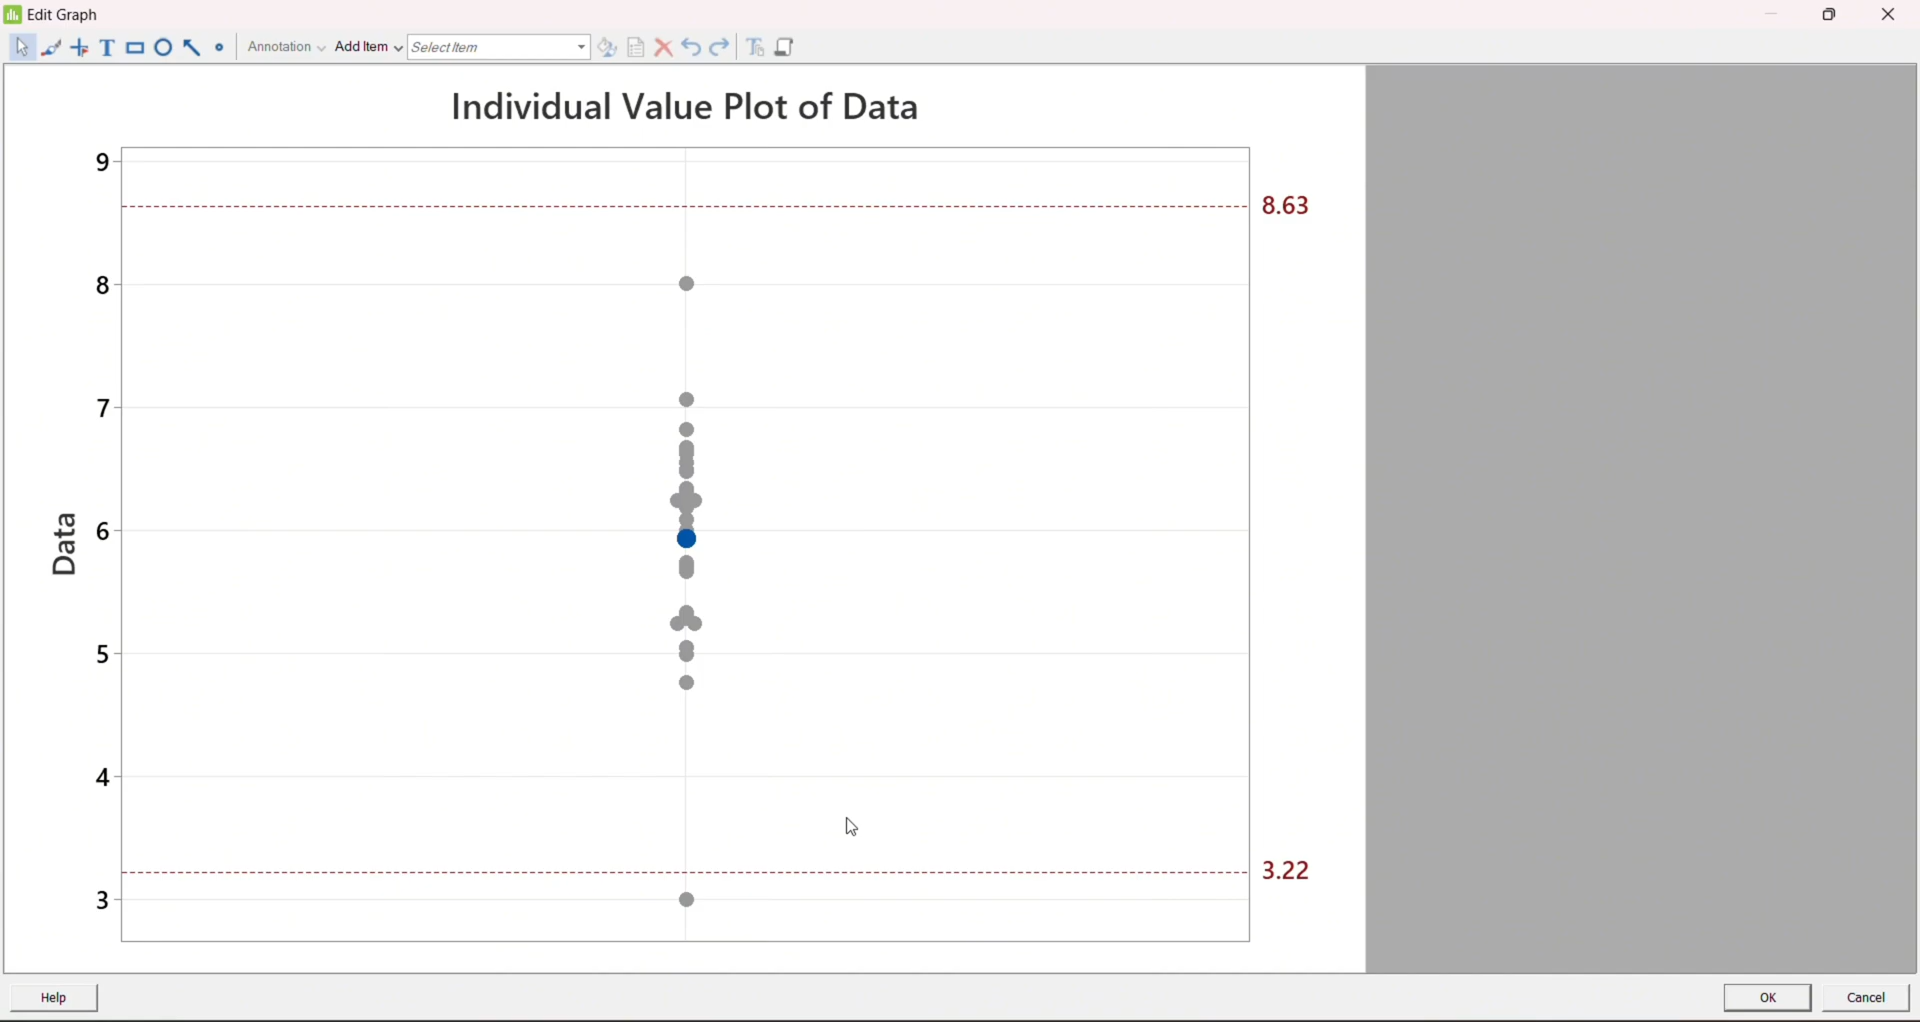 Edit Graph
T Annotation Add Item Select Item T
Individual Value Plot of Data
9
8.63
8
7
Data
6
5
4
3.22
3
Help OK Cancel